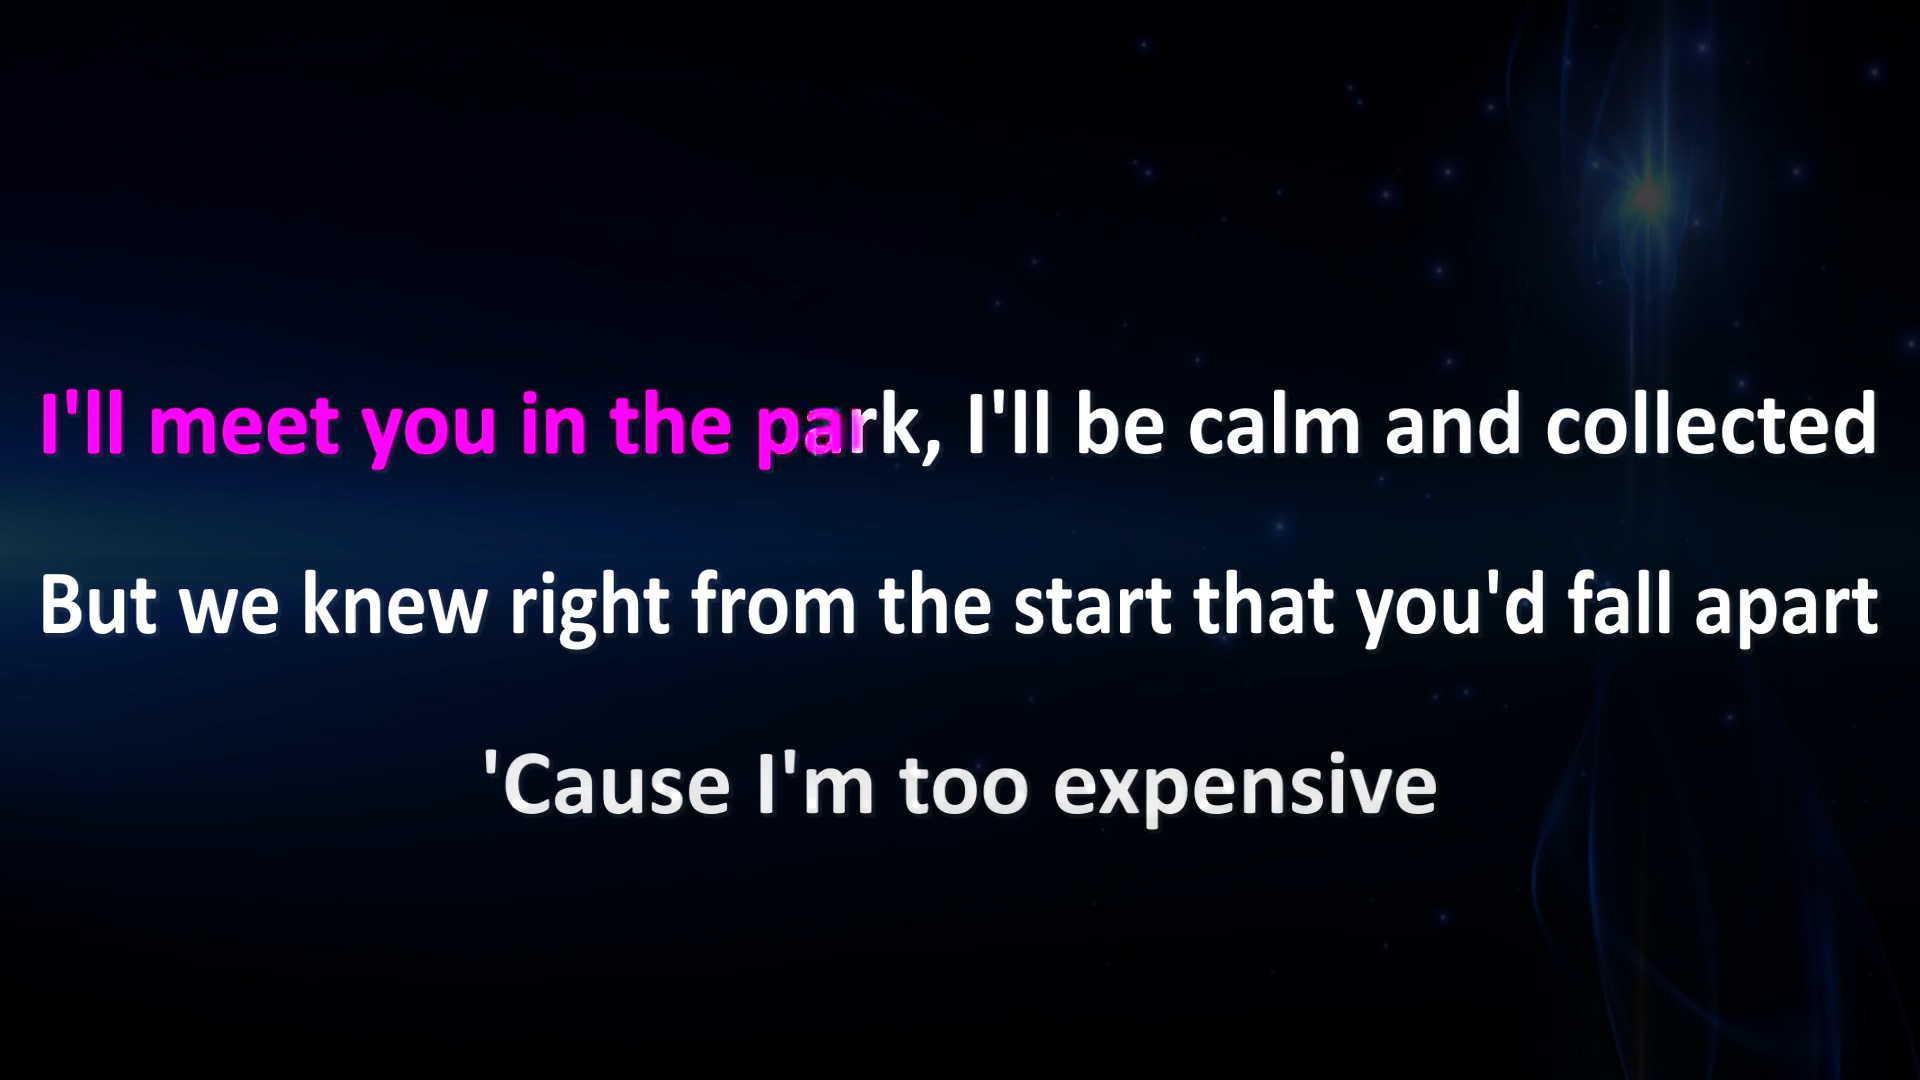 I'll meet you in the park, I'll be calm and collected
But we knew right from the start that you'd fall apart
'Cause I'm too expensive